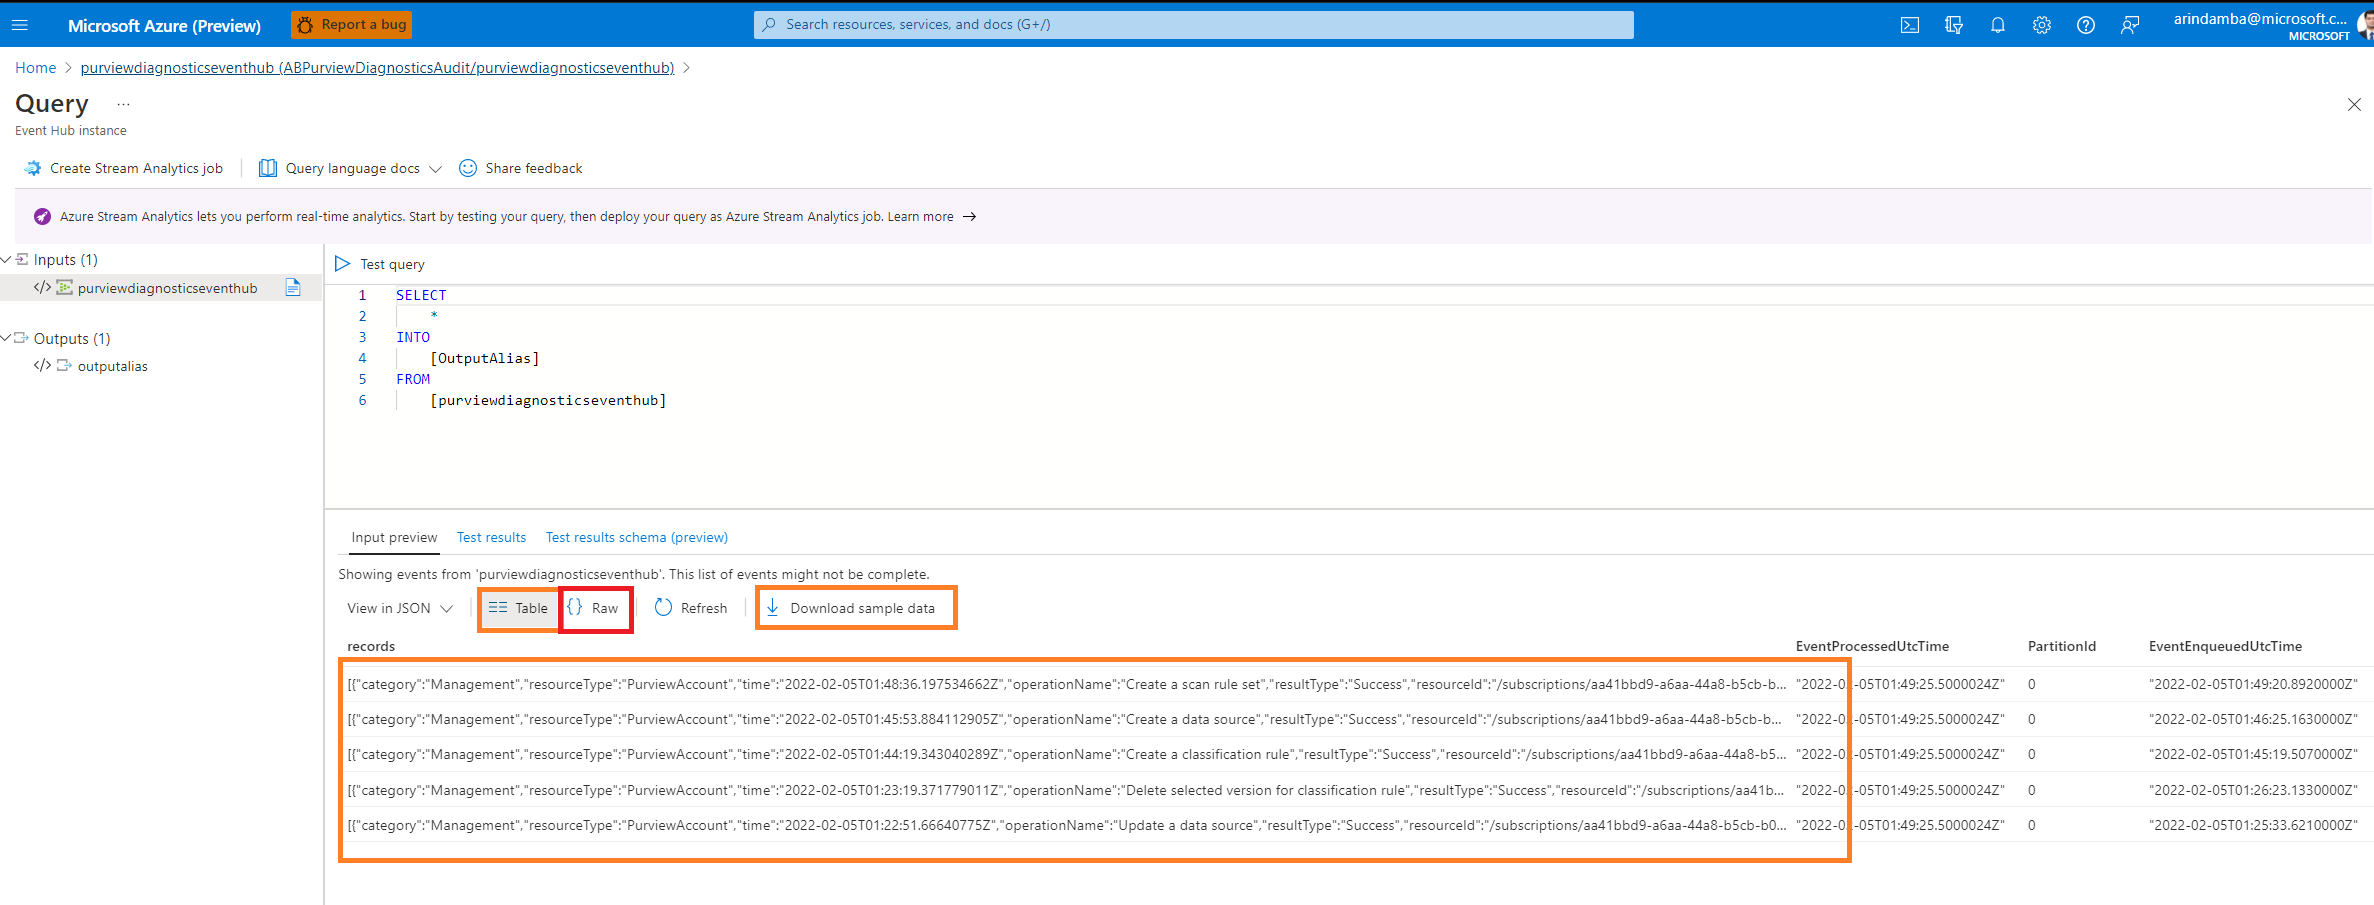 Microsoft Azure (Preview)
Report a bug
Search resources, services, and docs (G+/)
arindamba@microsoft.c...
MICROSOFT
Home > purviewdiagnosticseventhub (ABPurviewDiagnosticsAudit/purviewdiagnosticseventhub) >
Query ...
Event Hub instance
Create Stream Analytics job
Query language docs
Share feedback
Azure Stream Analytics lets you perform real-time analytics. Start by testing your query, then deploy your query as Azure Stream Analytics job. Learn more →
Inputs (1)
</> purviewdiagnosticseventhub
Outputs (1)
</> outputalias
Test query
1 SELECT
2 *
3 INTO
4 [OutputAlias]
5 FROM
6 [purviewdiagnosticseventhub]
Input preview Test results Test results schema (preview)
Showing events from 'purviewdiagnosticseventhub'. This list of events might not be complete.
View in JSON Table {} Raw Refresh Download sample data
records EventProcessedUtcTime PartitionId EventEnqueuedUtcTime
[{"category":"Management","resourceType":"PurviewAccount","time":"2022-02-05T01:48:36.197534662Z","operationName":"Create a scan rule set","resultType":"Success","resourceId":"/subscriptions/aa41bbd9-a6aa-44a8-b5cb-b... "2022-02-05T01:49:25.5000024Z" 0 "2022-02-05T01:49:20.8920000Z"
[{"category":"Management","resourceType":"PurviewAccount","time":"2022-02-05T01:45:53.884112905Z","operationName":"Create a data source","resultType":"Success","resourceId":"/subscriptions/aa41bbd9-a6aa-44a8-b5cb-b... "2022-02-05T01:49:25.5000024Z" 0 "2022-02-05T01:46:25.1630000Z"
[{"category":"Management","resourceType":"PurviewAccount","time":"2022-02-05T01:44:19.343040289Z","operationName":"Create a classification rule","resultType":"Success","resourceId":"/subscriptions/aa41bbd9-a6aa-44a8-b5... "2022-02-05T01:49:25.5000024Z" 0 "2022-02-05T01:45:19.5070000Z"
[{"category":"Management","resourceType":"PurviewAccount","time":"2022-02-05T01:23:19.371779011Z","operationName":"Delete selected version for classification rule","resultType":"Success","resourceId":"/subscriptions/aa41b... "2022-02-05T01:49:25.5000024Z" 0 "2022-02-05T01:26:23.1330000Z"
[{"category":"Management","resourceType":"PurviewAccount","time":"2022-02-05T01:22:51.66640775Z","operationName":"Update a data source","resultType":"Success","resourceId":"/subscriptions/aa41bbd9-a6aa-44a8-b5cb-b0... "2022-02-05T01:49:25.5000024Z" 0 "2022-02-05T01:25:33.6210000Z"